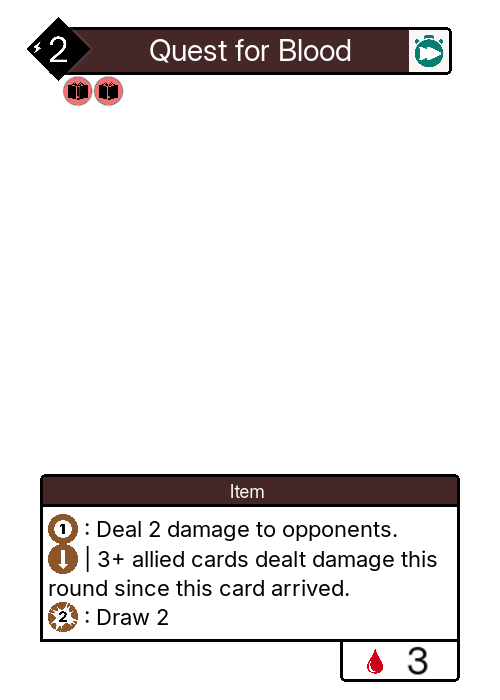 2 Quest for Blood
Item
1 : Deal 2 damage to opponents.
| 3+ allied cards dealt damage this
round since this card arrived.
2 : Draw 2
3